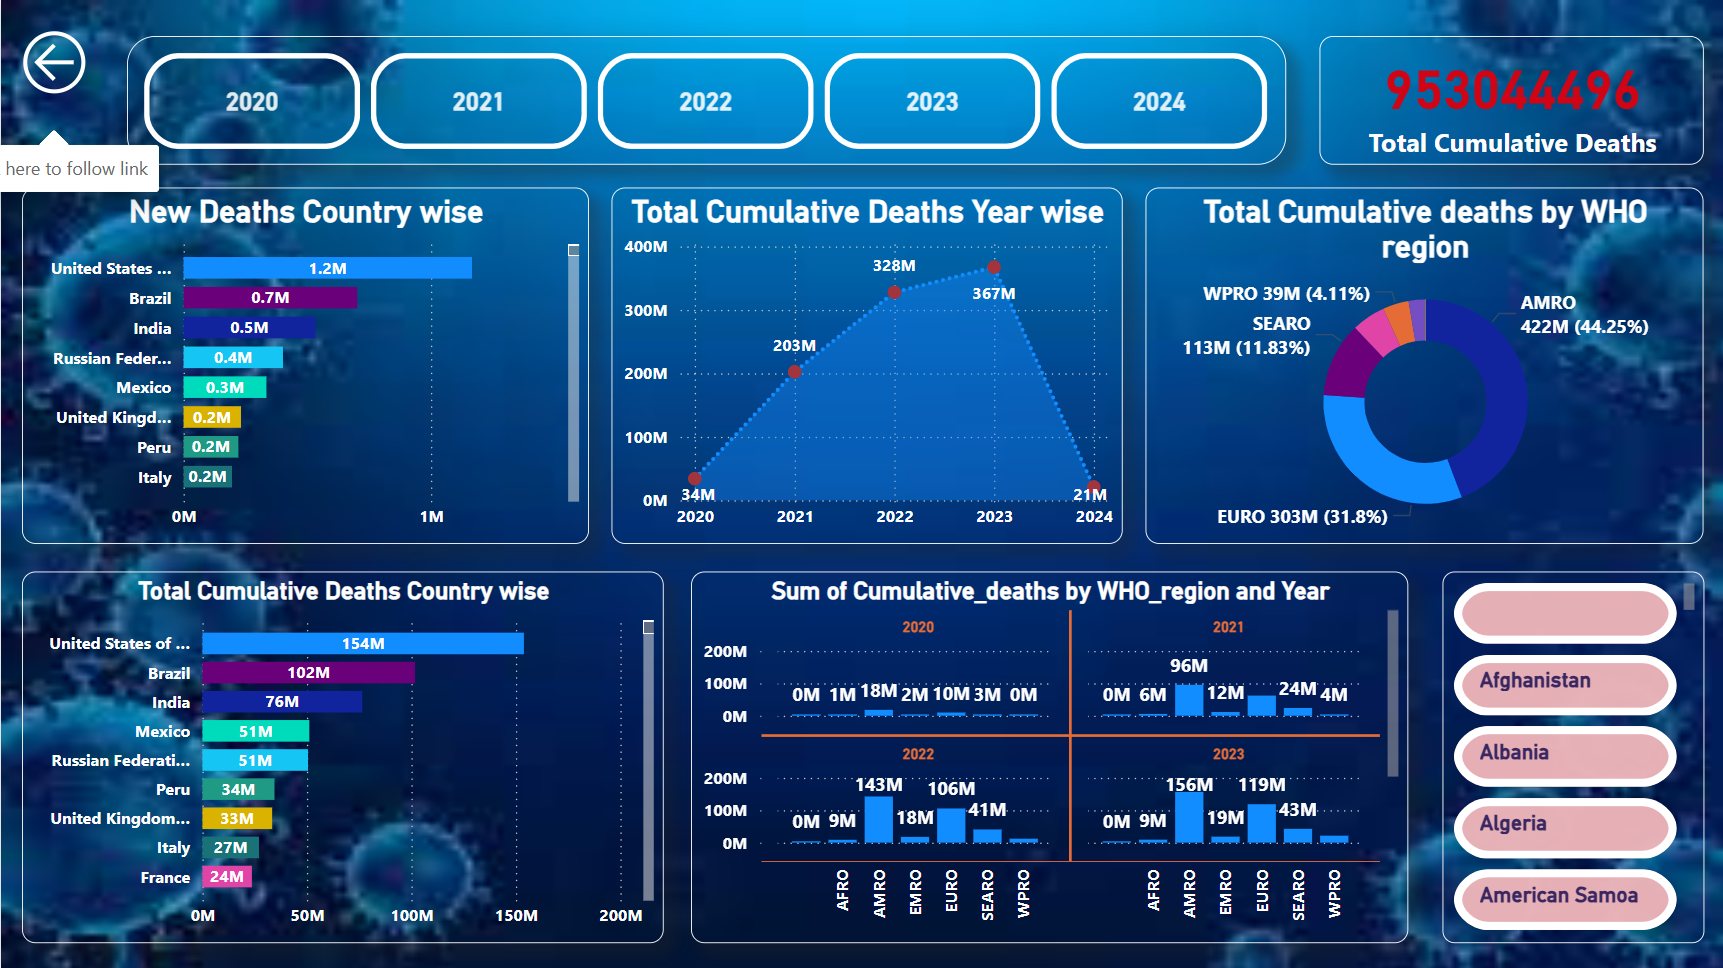 2020
2021
2022
2023
2024
953044496
Total Cumulative Deaths
here to follow link
New Deaths Country wise
United States ...
1.2M
Brazil
0.7M
India
0.5M
Russian Feder...
0.4M
Mexico
0.3M
United Kingd...
0.2M
Peru
0.2M
Italy
0.2M
0M
1M
Total Cumulative Deaths Year wise
400M
300M
200M
100M
0M
34M
203M
328M
367M
21M
2020
2021
2022
2023
2024
Total Cumulative deaths by WHO
region
WPRO 39M (4.11%)
SEARO
113M (11.83%)
AMRO
422M (44.25%)
EURO 303M (31.8%)
Total Cumulative Deaths Country wise
United States of ...
154M
Brazil
102M
India
76M
Mexico
51M
Russian Federati...
51M
Peru
34M
United Kingdom...
33M
Italy
27M
France
24M
0M
50M
100M
150M
200M
Sum of Cumulative_deaths by WHO_region and Year
2020
200M
100M
0M
0M 1M 18M 2M 10M 3M 0M
2021
96M
0M 6M 12M 24M 4M
2022
200M
100M
0M
143M 106M
0M 9M 18M 41M
2023
156M 119M
0M 9M 19M 43M
AFRO
AMRO
EMRO
EURO
SEARO
WPRO
AFRO
AMRO
EMRO
EURO
SEARO
WPRO
Afghanistan
Albania
Algeria
American Samoa